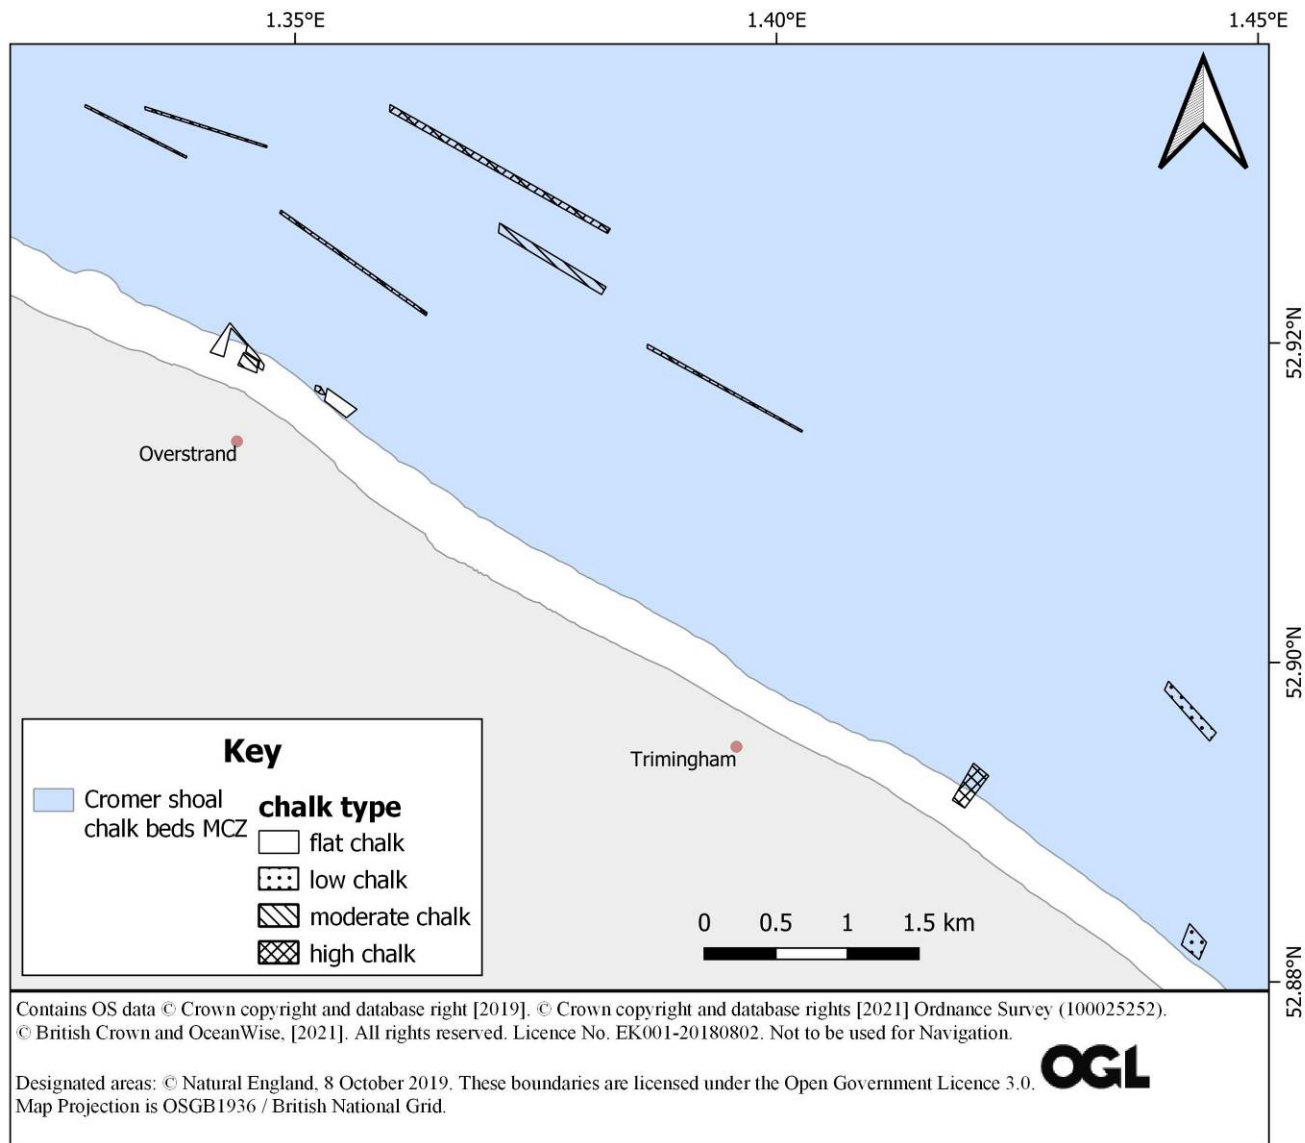 1.35°E
1.40°E
1.45°E
52.92°N
Overstrand
52.90°N
Key
Trimingham
Cromer shoal
chalk beds MCZ
chalk type
flat chalk
low chalk
moderate chalk
high chalk
0 0.5 1 1.5 km
52.88°N
Contains OS data © Crown copyright and database right [2019]. © Crown copyright and database rights [2021] Ordnance Survey (100025252).
© British Crown and OceanWise, [2021]. All rights reserved. Licence No. EK001-20180802. Not to be used for Navigation.
OGL
Designated areas: © Natural England, 8 October 2019. These boundaries are licensed under the Open Government Licence 3.0.
Map Projection is OSGB1936 / British National Grid.